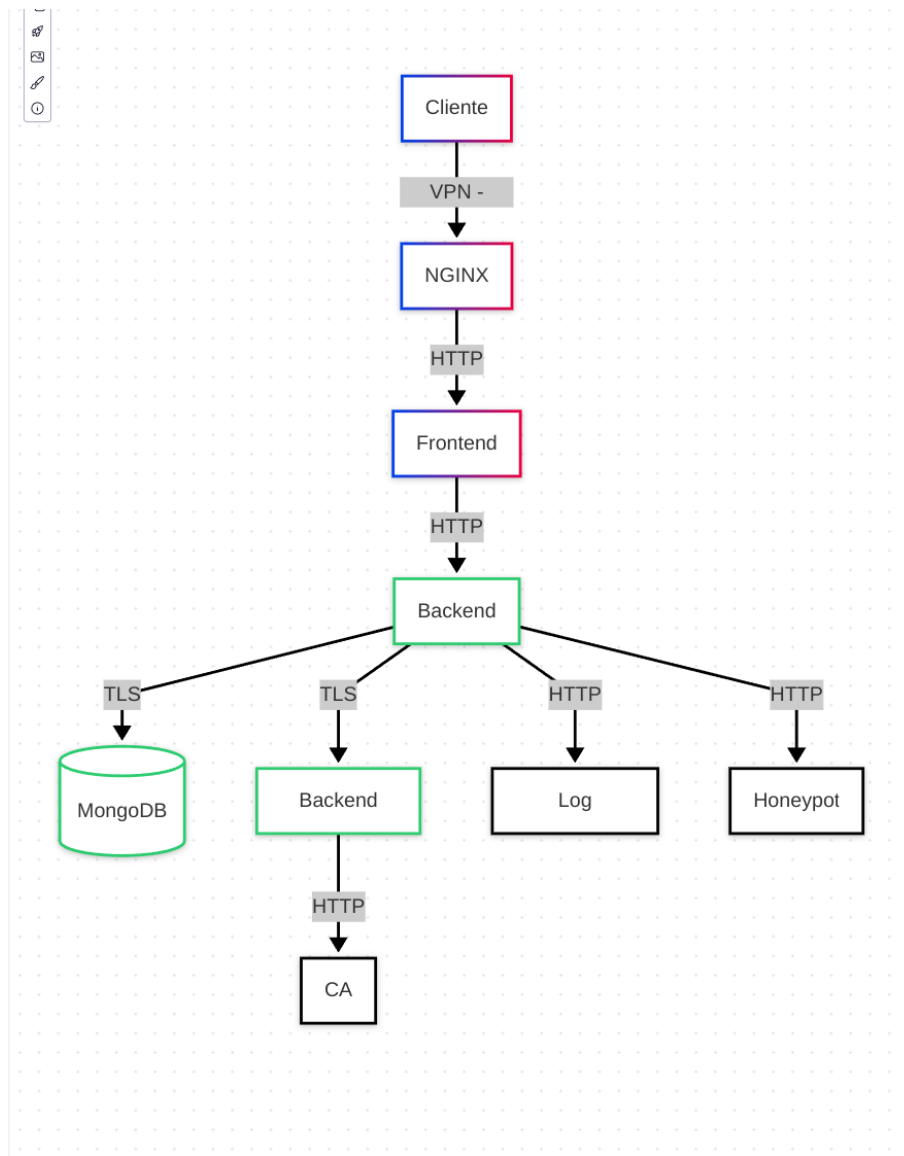 Cliente
VPN -
NGINX
HTTP
Frontend
HTTP
Backend
TLS
TLS
HTTP
HTTP
MongoDB
Backend
Log
Honeypot
HTTP
CA